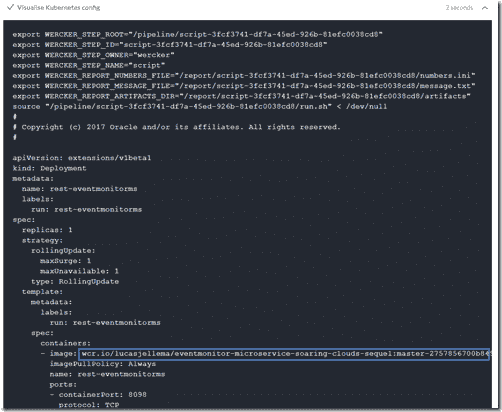 Visualise Kubernetes config 2 seconds
export WERCKER_STEP_ROOT="/pipeline/script-3fcf3741-df7a-45ed-926b-81efc0038cd8"
export WERCKER_STEP_ID="script-3fcf3741-df7a-45ed-926b-81efc0038cd8"
export WERCKER_STEP_OWNER="wercker"
export WERCKER_STEP_NAME="script"
export WERCKER_REPORT_NUMBERS_FILE="/report/script-3fcf3741-df7a-45ed-926b-81efc0038cd8/numbers.ini"
export WERCKER_REPORT_MESSAGE_FILE="/report/script-3fcf3741-df7a-45ed-926b-81efc0038cd8/message.txt"
export WERCKER_REPORT_ARTIFACTS_DIR="/report/script-3fcf3741-df7a-45ed-926b-81efc0038cd8/artifacts"
source "/pipeline/script-3fcf3741-df7a-45ed-926b-81efc0038cd8/run.sh" < /dev/null
#
# Copyright (c) 2017 Oracle and/or its affiliates. All rights reserved.
#
apiVersion: extensions/v1beta1
kind: Deployment
metadata:
name: rest-eventmonitorms
labels:
run: rest-eventmonitorms
spec:
replicas: 1
strategy:
rollingUpdate:
maxSurge: 1
maxUnavailable: 1
type: RollingUpdate
template:
metadata:
labels:
run: rest-eventmonitorms
spec:
containers:
- image: wcr.io/lucasjellema/eventmonitor-microservice-soaring-clouds-sequel:master-2757856700b84
imagePullPolicy: Always
name: rest-eventmonitorms
ports:
- containerPort: 8098
protocol: TCP